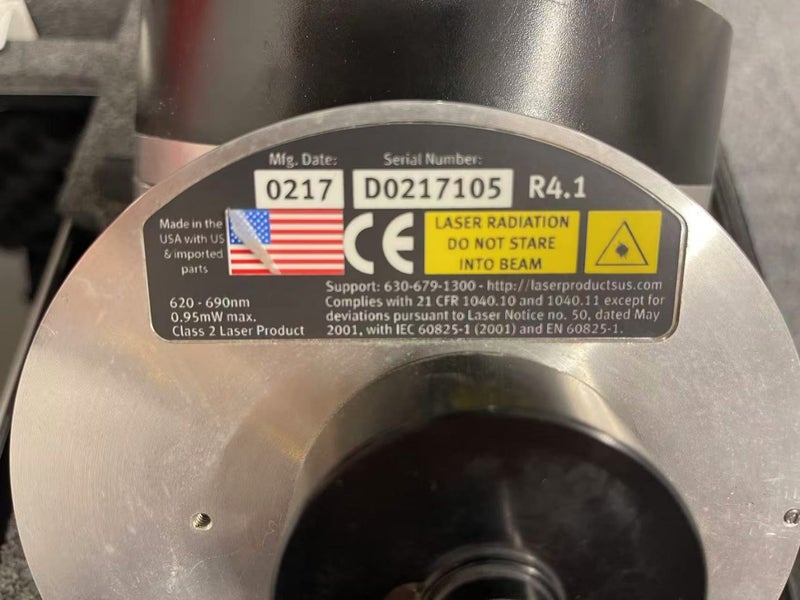 Mfg. Date: Serial Number:
0217 D0217105 R4.1
Made in the
USA with US
& imported
parts
CE
LASER RADIATION
DO NOT STARE
INTO BEAM
620 - 690nm
0.95mW max.
Class 2 Laser Product
Support: 630-679-1300 - http://laserproductsus.com
Complies with 21 CFR 1040.10 and 1040.11 except for
deviations pursuant to Laser Notice no. 50, dated May
2001, with IEC 60825-1 (2001) and EN 60825-1.